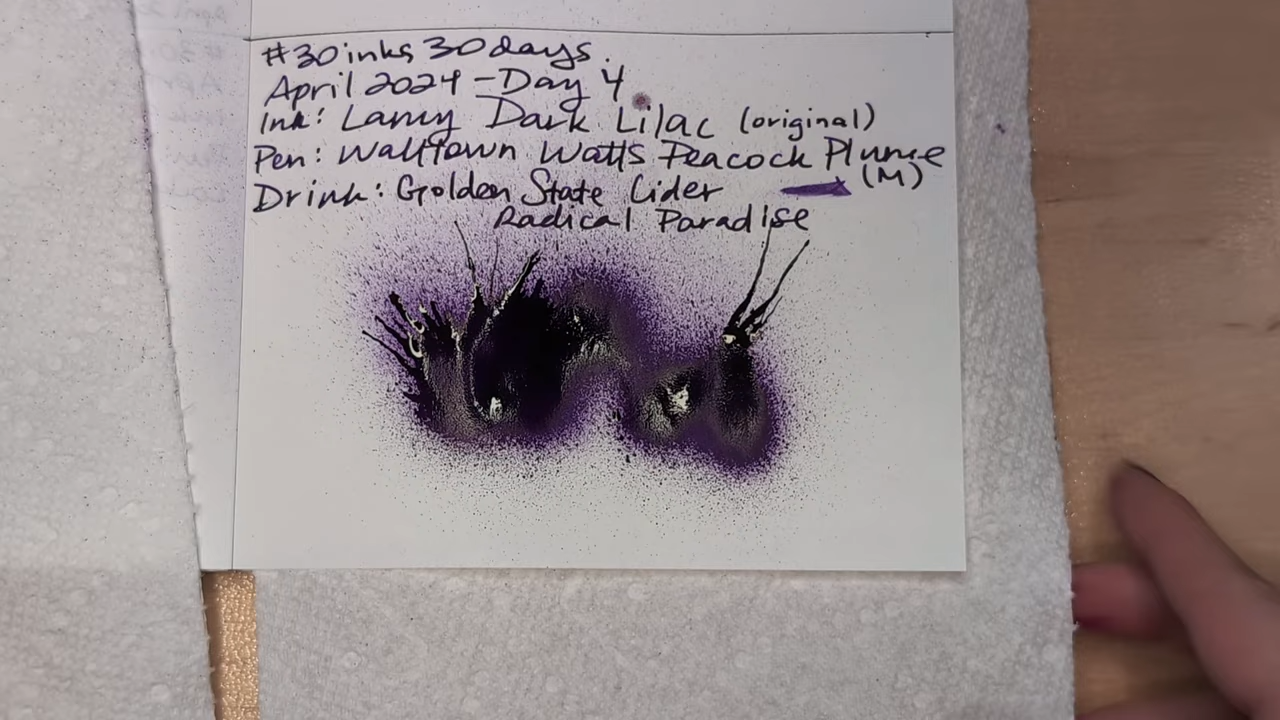 #30inks30days.
April 2024 - Day 4
Ink: Lamy Dark Lilac (original)
Pen: Walltown Watts Peacock Plume (M)
Drink: Golden State Cider
Radical Paradise